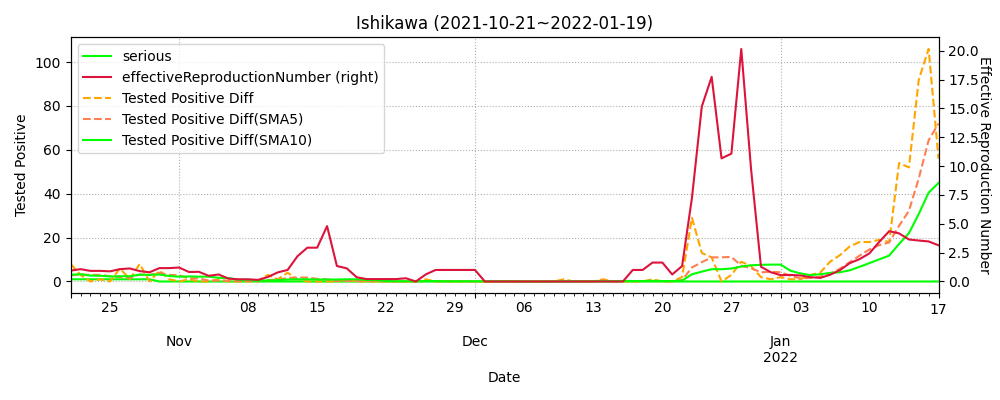 Ishikawa (2021-10-21~2022-01-19)
serious
effectiveReproductionNumber (right)
Tested Positive Diff
Tested Positive Diff(SMA5)
Tested Positive Diff(SMA10)
Tested Positive
100
80
60
40
20
0
20.0
17.5
15.0
12.5
10.0
7.5
5.0
2.5
0.0
Effective Reproduction Number
25 08 15 22 29 06 13 20 27 03 10 17
Nov Dec Jan
2022
Date